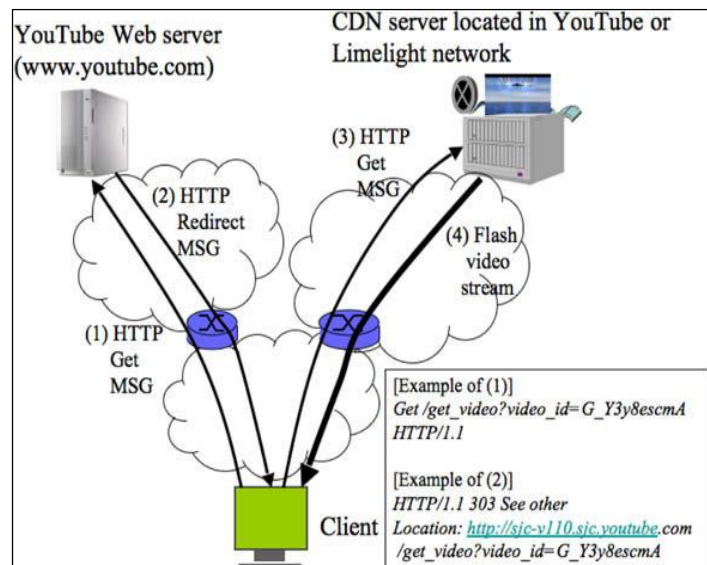 YouTube Web server
(www.youtube.com)
CDN server located in YouTube or
Limelight network
(3) HTTP
Get
MSG
(2) HTTP
Redirect
MSG
(4) Flash
video
stream
(1) HTTP
Get
MSG
Client
[Example of (1)]
Get /get_video?video_id=G_Y3y8escmA
HTTP/1.1
[Example of (2)]
HTTP/1.1 303 See other
Location: http://sjc-v110.sjc.youtube.com
/get_video?video_id=G_Y3y8escmA